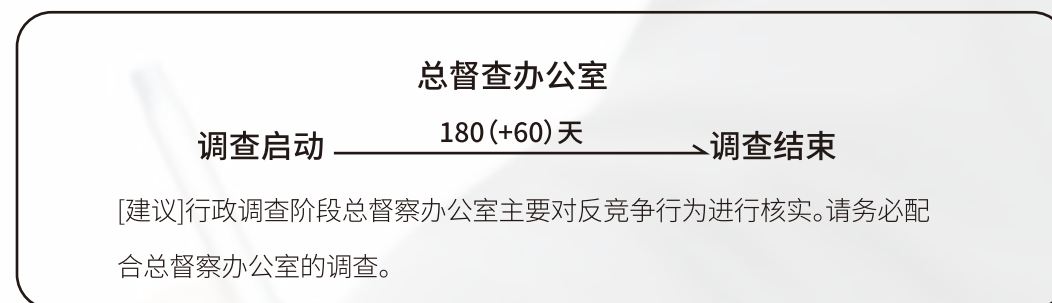 总督查办公室
180(+60)天
调查启动 调查结束
[建议]行政调查阶段总督察办公室主要对反竞争行为进行核实。请务必配
合总督察办公室的调查。